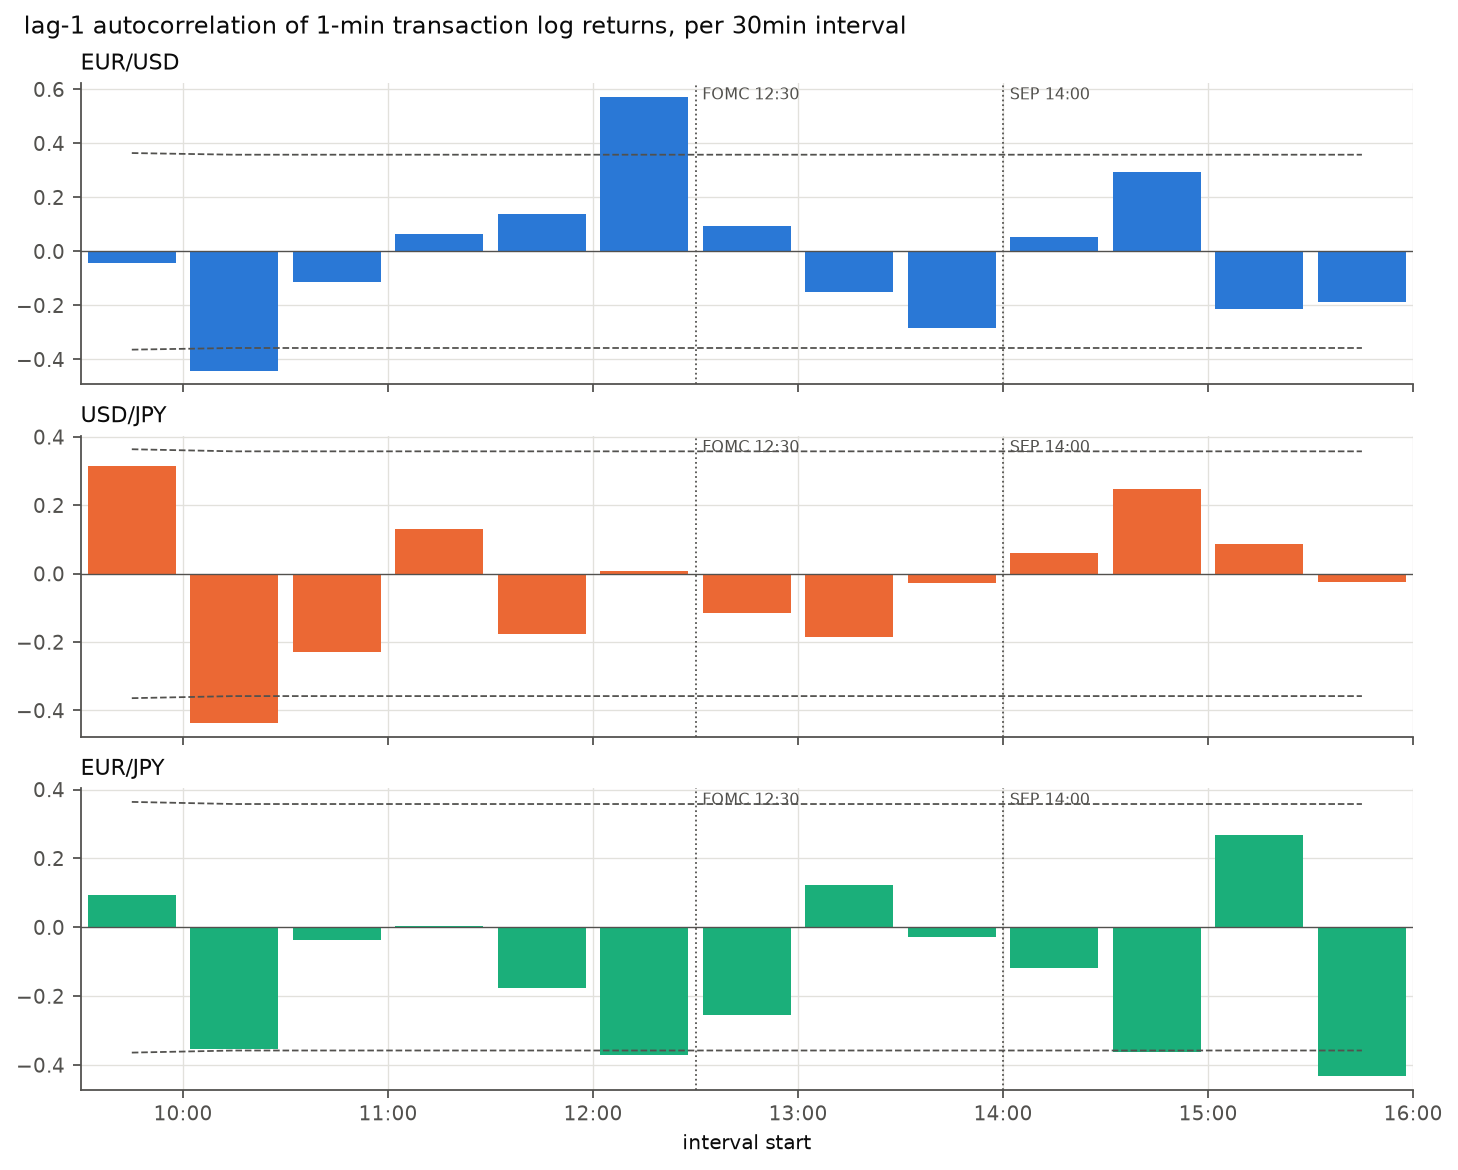 lag-1 autocorrelation of 1-min transaction log returns, per 30min interval
EUR/USD
0.6
0.4
0.2
0.0
−0.2
−0.4
FOMC 12:30
SEP 14:00
USD/JPY
0.4
0.2
0.0
−0.2
−0.4
FOMC 12:30
SEP 14:00
EUR/JPY
0.4
0.2
0.0
−0.2
−0.4
FOMC 12:30
SEP 14:00
10:00 11:00 12:00 13:00 14:00 15:00 16:00
interval start